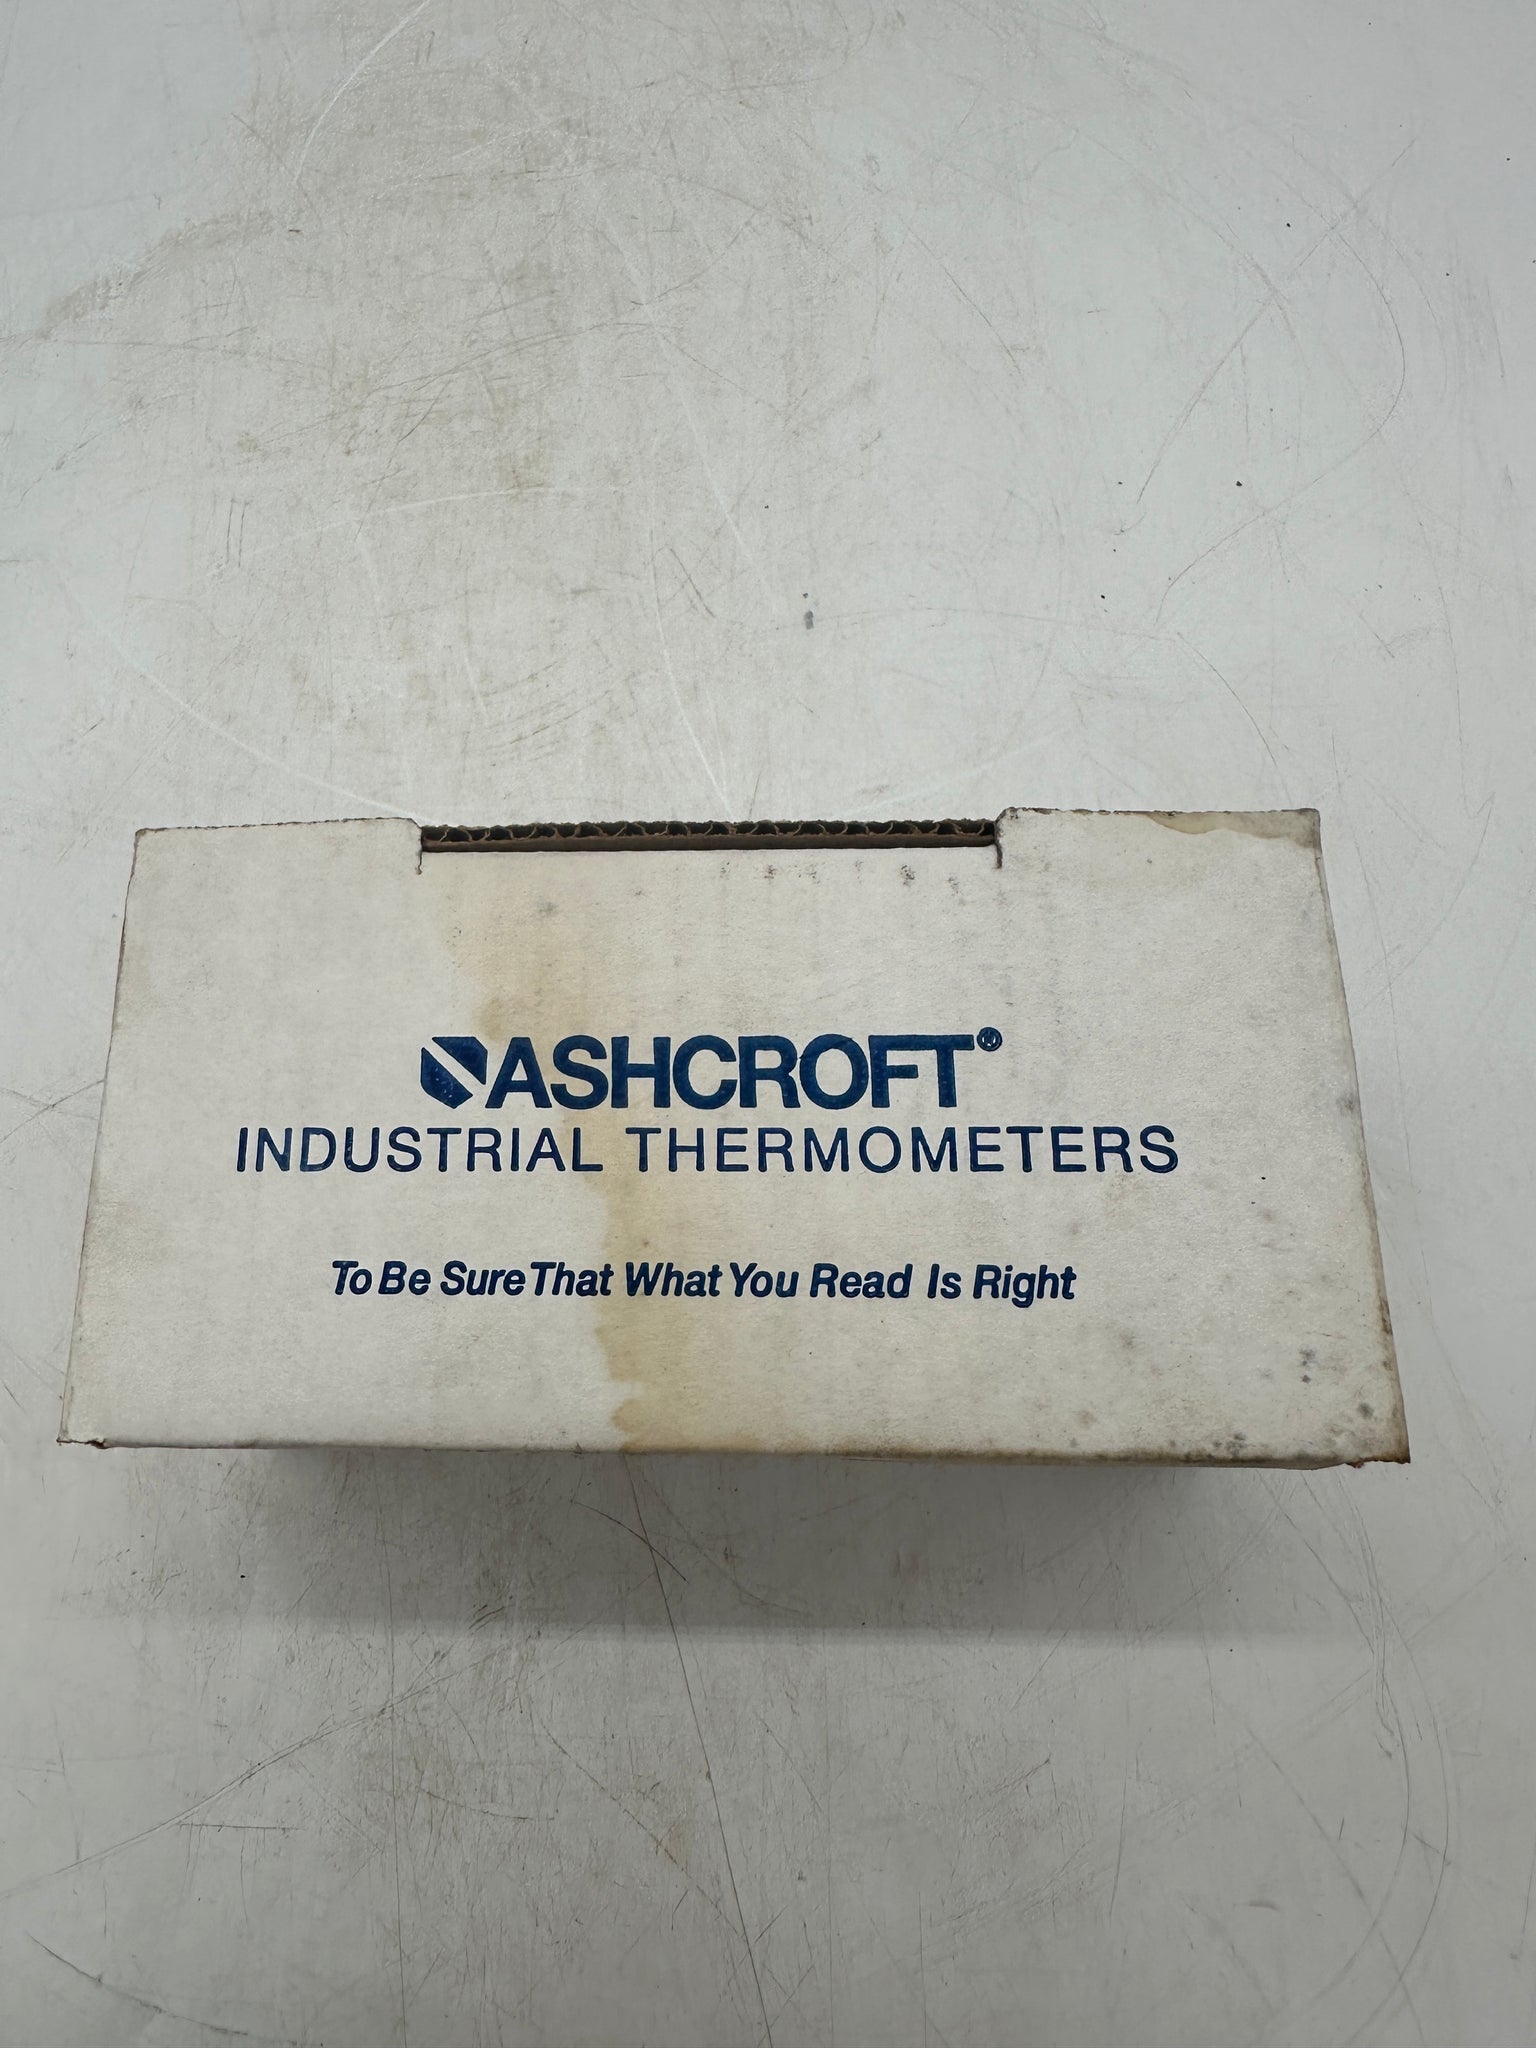 ASHCROFT®
INDUSTRIAL THERMOMETERS
To Be Sure That What You Read Is Right